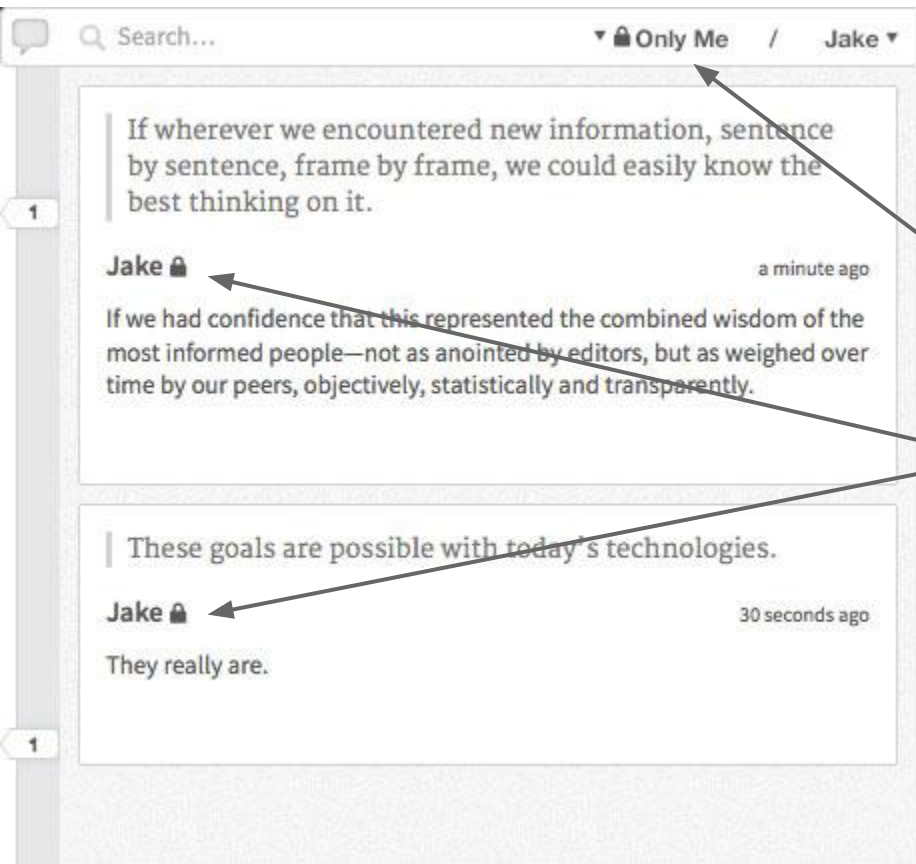 Search... Only Me / Jake
If wherever we encountered new information, sentence
by sentence, frame by frame, we could easily know the
best thinking on it.
1
Jake a minute ago
If we had confidence that this represented the combined wisdom of the
most informed people—not as anointed by editors, but as weighed over
time by our peers, objectively, statistically and transparently.
These goals are possible with today's technologies.
Jake 30 seconds ago
They really are.
1